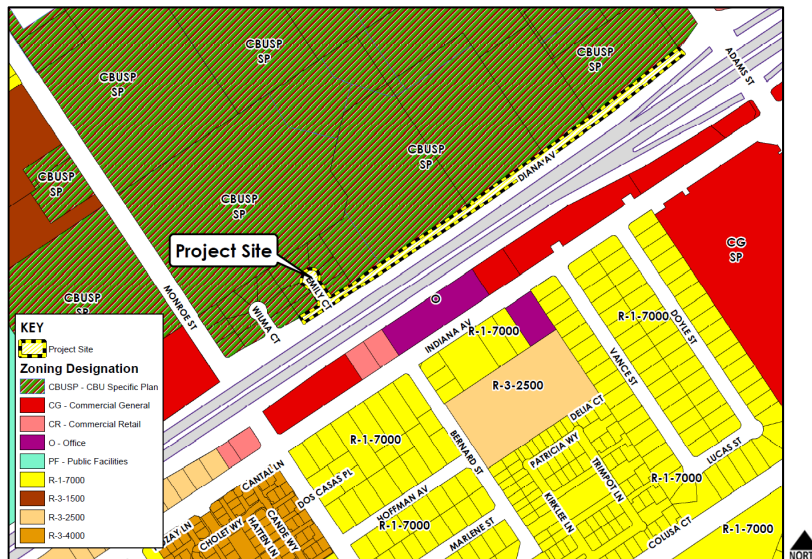 CBUSP
SP
CBUSP
SP
CBUSP
SP
ADAMS ST
CBUSP
SP
DIANA AV
CBUSP
SP
CBUSP
SP
CG
SP
Project Site
EMILY CT
CBUSP
SP
MONROE ST
WILMA CT
O
INDIANA AV
R-1-7000
R-1-7000
DOYLE ST
VANCE ST
R-3-2500
DELIA CT
R-1-7000
BERNARD ST
PATRICIA WY
TRIMPOT LN
LUCAS ST
R-1-7000
CANTAL LN
DOS CASAS PL
HOFFMAN AV
R-1-7000
KIRKLEE LN
CHOLET WY
HATTEN LN
CANDE WY
MARLENE ST
COLUSA CT
R-1-7000
KEY
Project Site
Zoning Designation
CBUSP - CBU Specific Plan
CG - Commercial General
CR - Commercial Retail
O - Office
PF - Public Facilities
R-1-7000
R-3-1500
R-3-2500
R-3-4000
NORTH